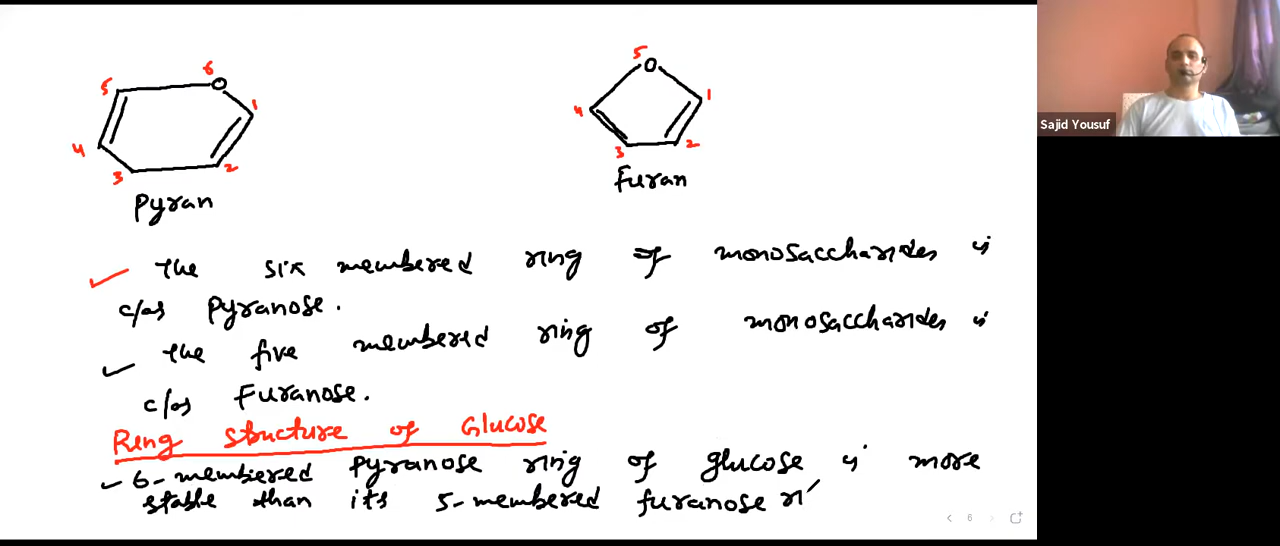 6
5
1
4
3
2
Pyran
5
4
1
3
2
Furan
Sajid Yousuf
The six membered ring of monosaccharides is
c/as Pyranose.
The five membered ring of monosaccharides is
c/as Furanose.
Ring structure of Glucose
6-membered pyranose ring of glucose is more
stable than its 5-membered furanose ri
6